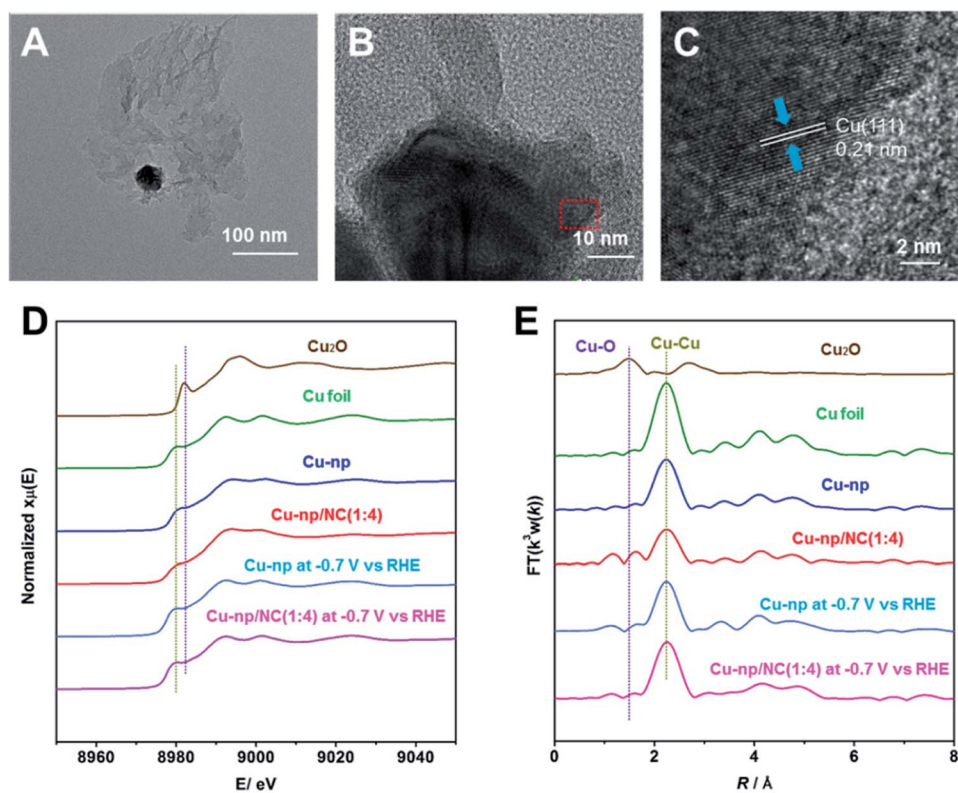 A
100 nm
B
10 nm
C
Cu(111)
0.21 nm
2 nm
D
Cu₂O
Cu foil
Cu-np
Cu-np/NC(1:4)
Cu-np at -0.7 V vs RHE
Cu-np/NC(1:4) at -0.7 V vs RHE
Normalized xμ(E)
8960 8980 9000 9020 9040
E/ eV
E
Cu-O
Cu-Cu
Cu₂O
Cu foil
Cu-np
Cu-np/NC(1:4)
Cu-np at -0.7 V vs RHE
Cu-np/NC(1:4) at -0.7 V vs RHE
FT(k³w(k))
0 2 4 6 8
R / Å